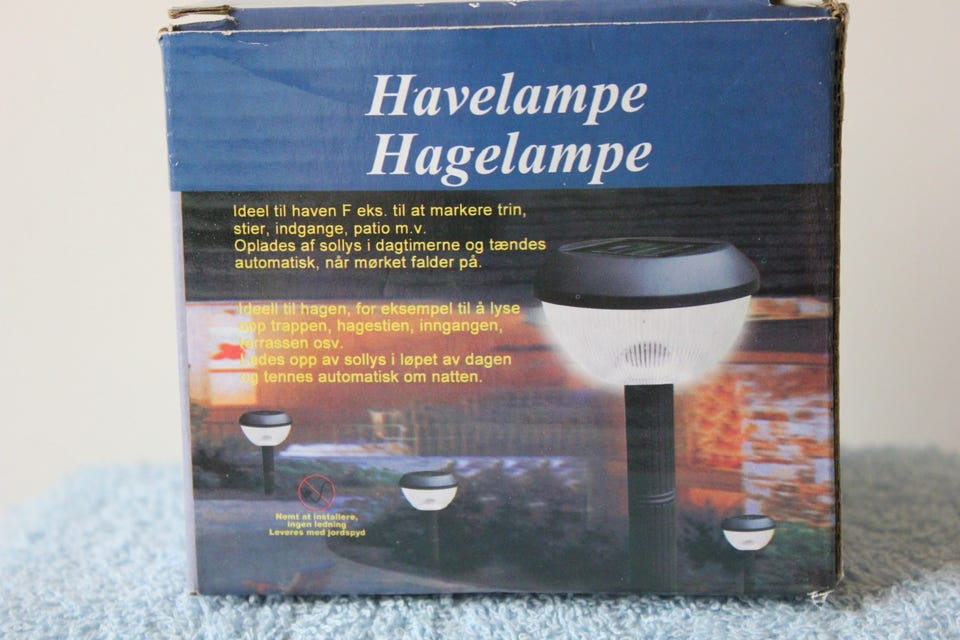 Havelampe
Hagelampe
Ideel til haven F eks. til at markere trin,
stier, indgange, patio m.v.
Oplades af sollys i dagtimerne og tændes
automatisk, når mørket falder på.
Ideell til hagen, for eksempel til å lyse
opp trappen, hagestien, inngangen,
terrassen osv.
Lades opp av sollys i løpet av dagen
og tennes automatisk om natten.
Nemt at installere,
ingen ledning
Leveres med jordspyd